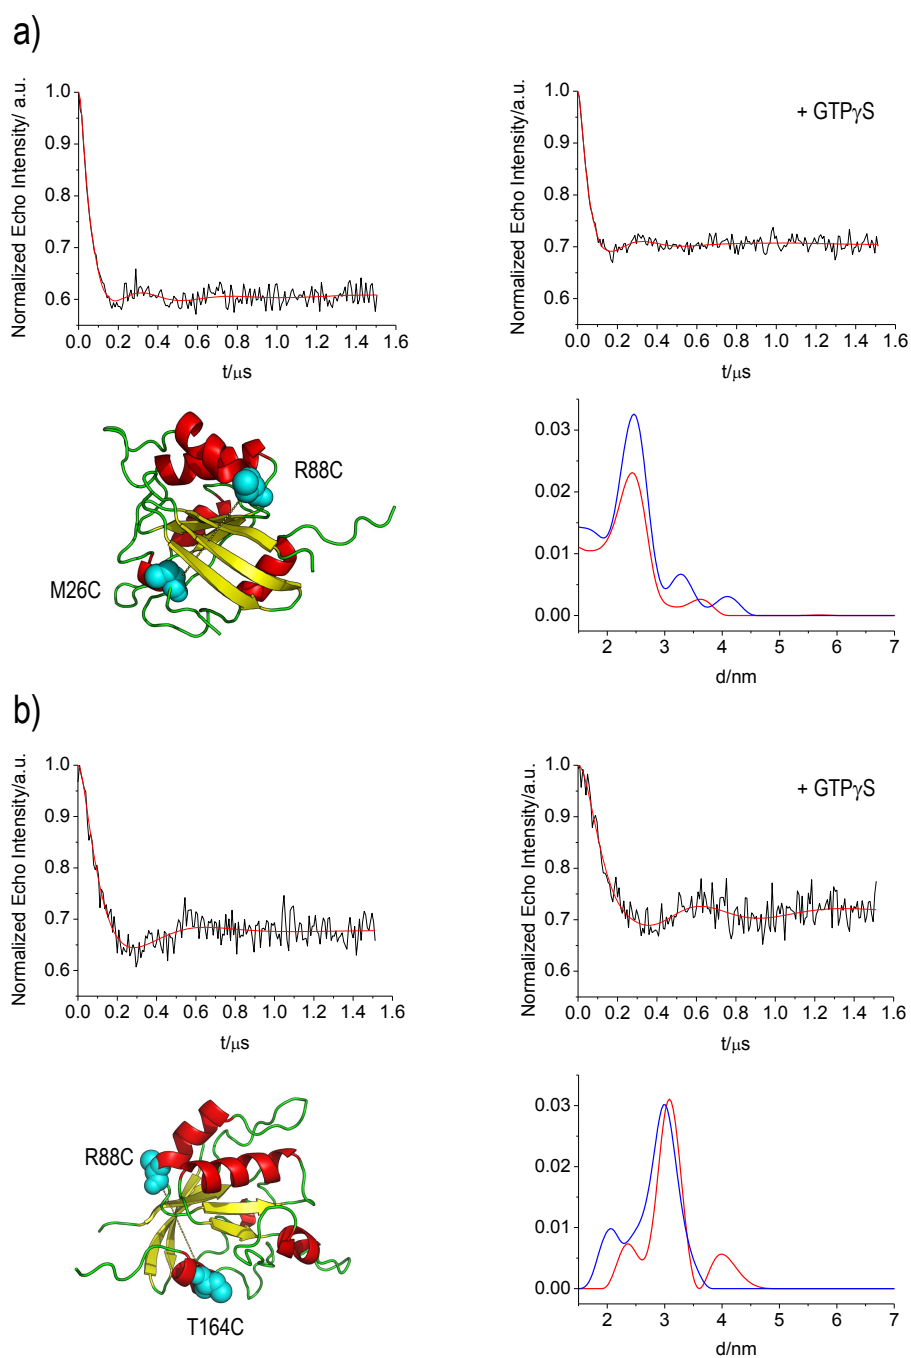 a)
Normalized Echo Intensity/ a.u.
1.0
0.9
0.8
0.7
0.6
0.0 0.2 0.4 0.6 0.8 1.0 1.2 1.4 1.6
t/μs
Normalized Echo Intensity/a.u.
1.0
0.9
0.8
0.7
0.6
+ GTPγS
0.0 0.2 0.4 0.6 0.8 1.0 1.2 1.4 1.6
t/μs
R88C
M26C
0.03
0.02
0.01
0.00
2 3 4 5 6 7
d/nm
b)
Normalized Echo Intensity/a.u.
1.0
0.9
0.8
0.7
0.6
0.0 0.2 0.4 0.6 0.8 1.0 1.2 1.4 1.6
t/μs
Normalized Echo Intensity/a.u.
1.0
0.9
0.8
0.7
0.6
+ GTPγS
0.0 0.2 0.4 0.6 0.8 1.0 1.2 1.4 1.6
t/μs
R88C
T164C
0.03
0.02
0.01
0.00
2 3 4 5 6 7
d/nm